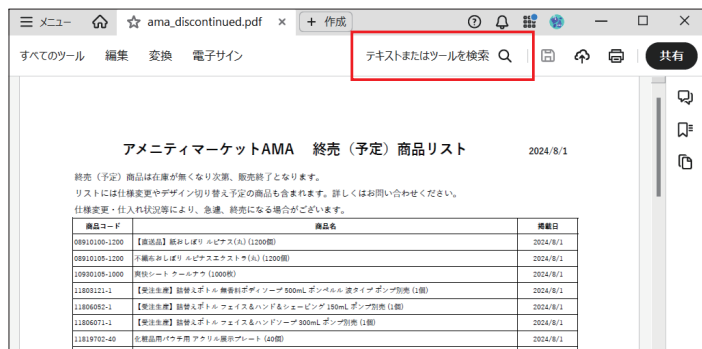 メニュー ama_discontinued.pdf × + 作成
すべてのツール 編集 変換 電子サイン テキストまたはツールを検索 共有
アメニティマーケットAMA 終売（予定）商品リスト 2024/8/1
終売（予定）商品は在庫が無くなり次第、販売終了となります。
リストには仕様変更やデザイン切り替え予定の商品も含まれます。詳しくはお問い合わせください。
仕様変更・仕入れ状況等により、急遽、終売になる場合がございます。
商品コード 商品名 掲載日
08910100-1200 【直送品】紙おしぼり ルピナス(丸) (1200個) 2024/8/1
08910105-1200 不織布おしぼり ルピナスエクストラ(丸) (1200個) 2024/8/1
10930105-1000 爽快シート クールナウ (1000枚) 2024/8/1
11803121-1 【受注生産】詰替えボトル 無香料ボディソープ 500mL ボンベルル 波タイプ ポンプ別売 (1個) 2024/8/1
11806052-1 【受注生産】詰替えボトル フェイス&ハンド&シェービング 150mL ポンプ別売 (1個) 2024/8/1
11806071-1 【受注生産】詰替えボトル フェイス&ハンドソープ 300mL ポンプ別売 (1個) 2024/8/1
11819702-40 化粧品用パウチ用 アクリル展示プレート (40個) 2024/8/1